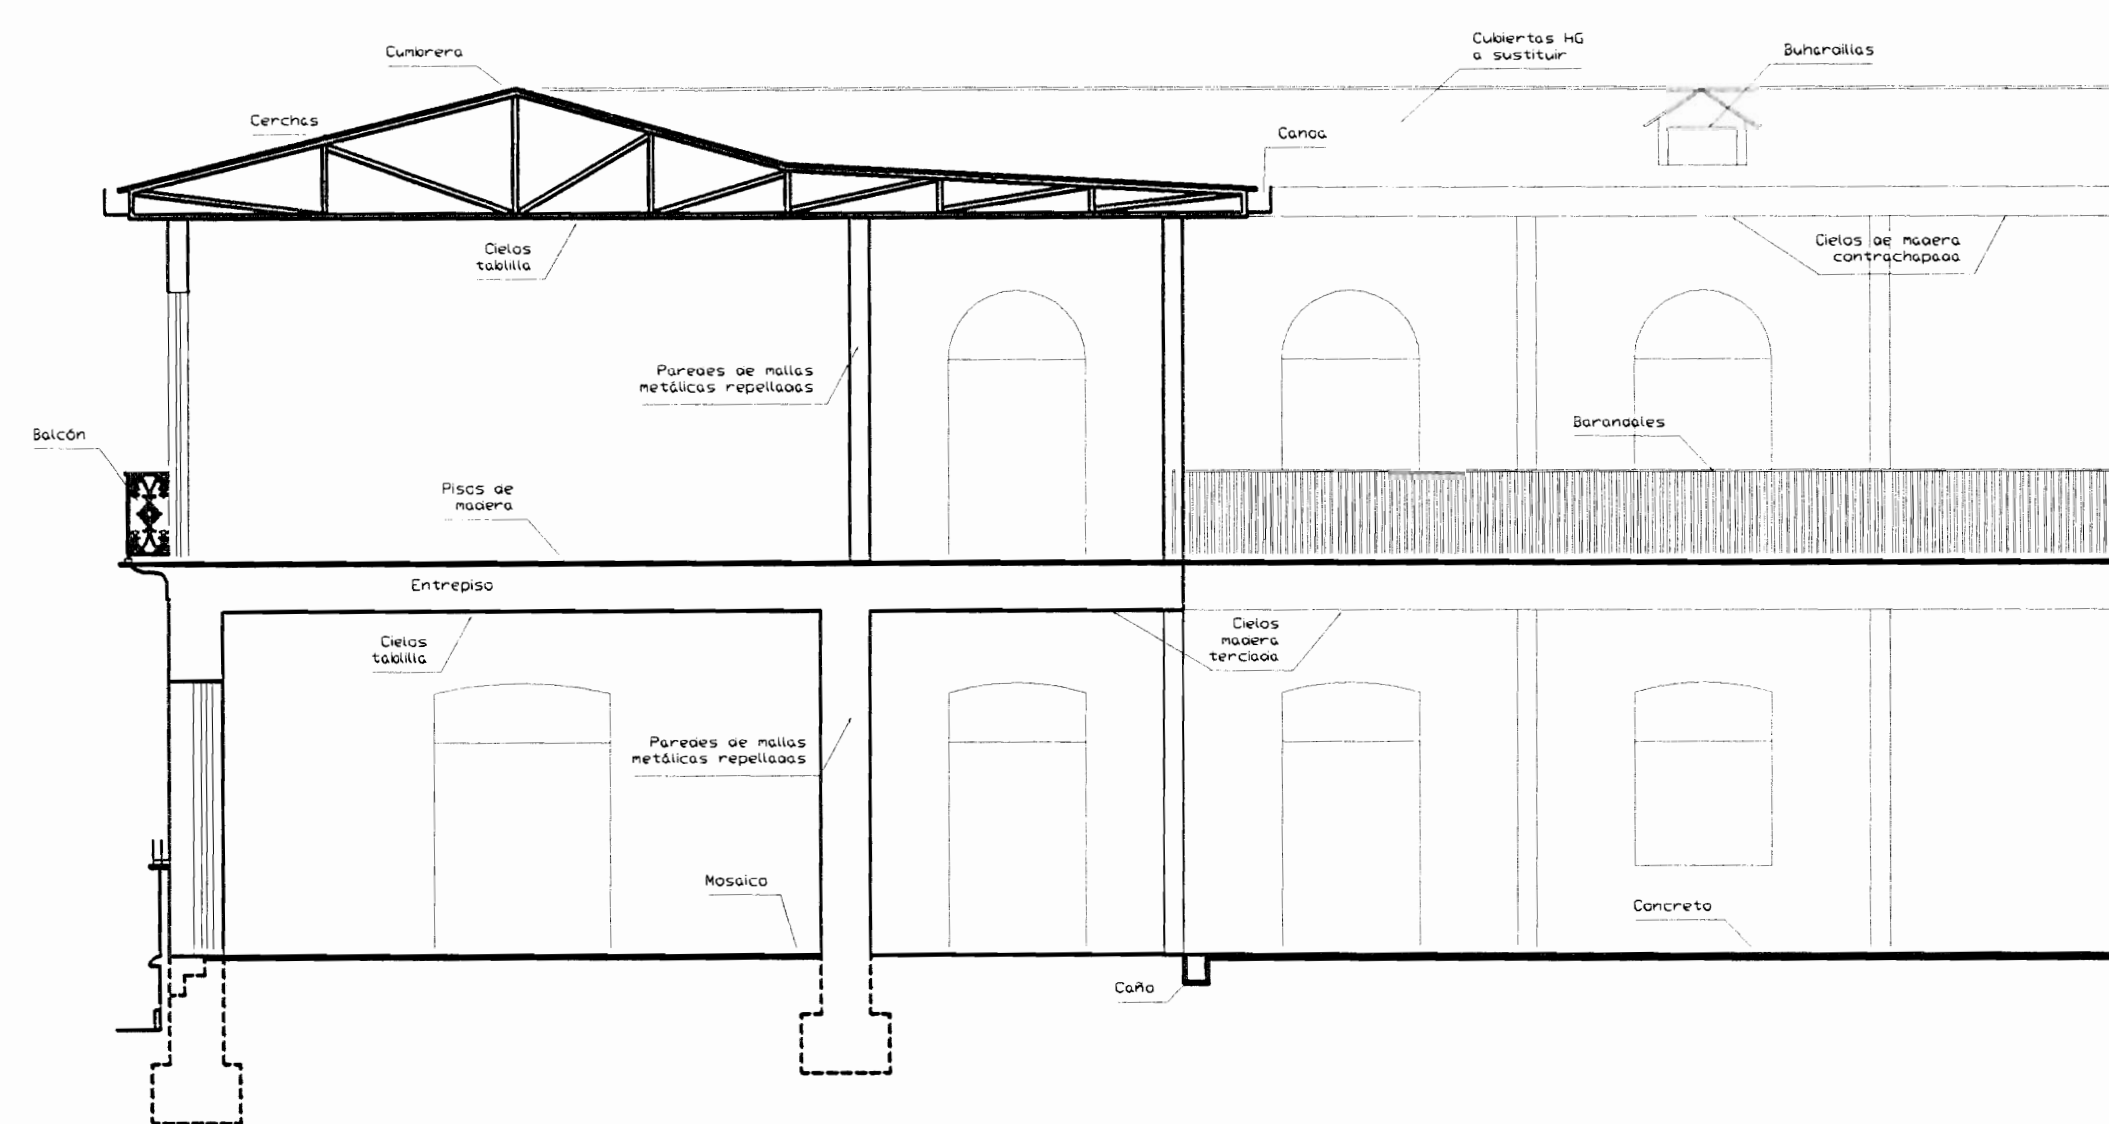 Cumbrera
Cubiertas HG
a sustituir
Buhardillas
Cerchas
Canoa
Cielos
tablilla
Cielos de madera
contrachapada
Paredes de mallas
metálicas repelladas
Balcón
Barandales
Pisos de
madera
Entrepiso
Cielos
tablilla
Cielos
madera
terciada
Paredes de mallas
metálicas repelladas
Mosaico
Concreto
Caño